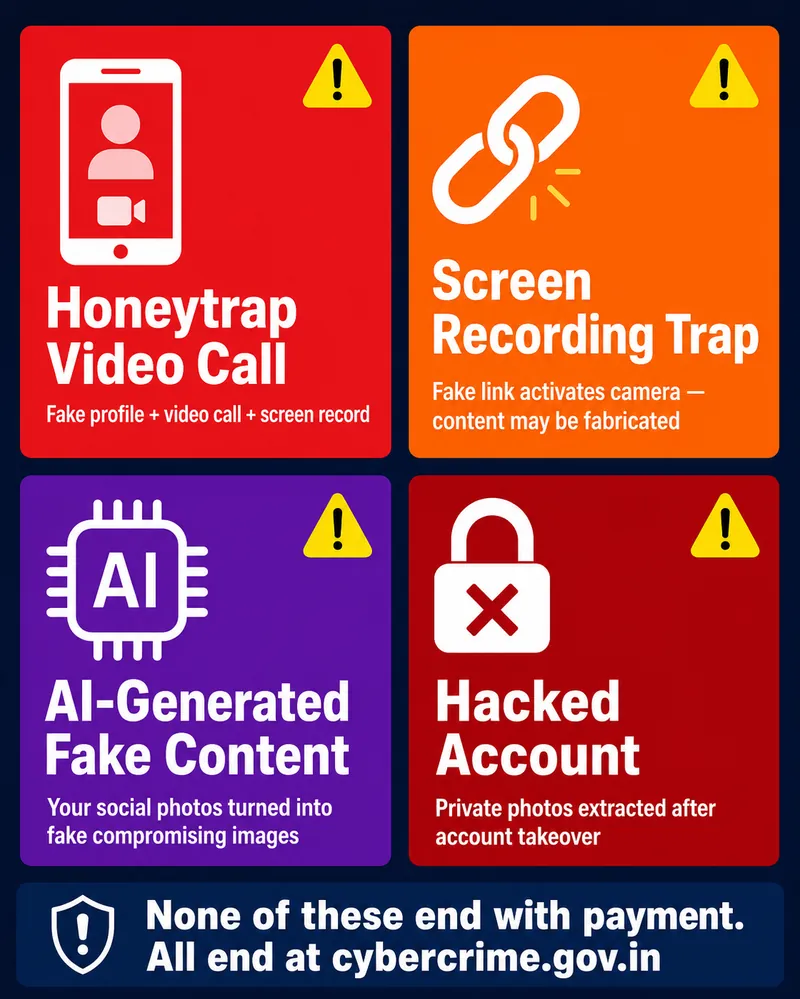 Honeytrap
Video Call
Fake profile + video call + screen record
Screen
Recording Trap
Fake link activates camera —
content may be fabricated
AI
AI-Generated
Fake Content
Your social photos turned into
fake compromising images
Hacked
Account
Private photos extracted after
account takeover
None of these end with payment.
All end at cybercrime.gov.in